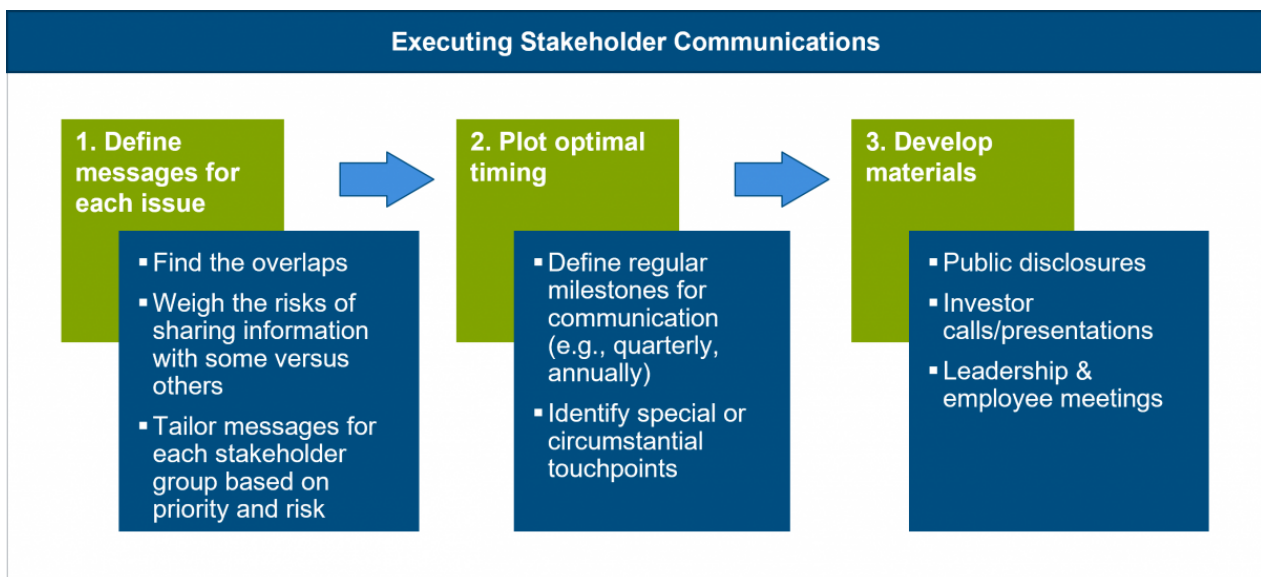 Executing Stakeholder Communications
1. Define
messages for
each issue
▪ Find the overlaps
▪ Weigh the risks of
sharing information
with some versus
others
▪ Tailor messages for
each stakeholder
group based on
priority and risk
2. Plot optimal
timing
▪ Define regular
milestones for
communication
(e.g., quarterly,
annually)
▪ Identify special or
circumstantial
touchpoints
3. Develop
materials
▪ Public disclosures
▪ Investor
calls/presentations
▪ Leadership &
employee meetings